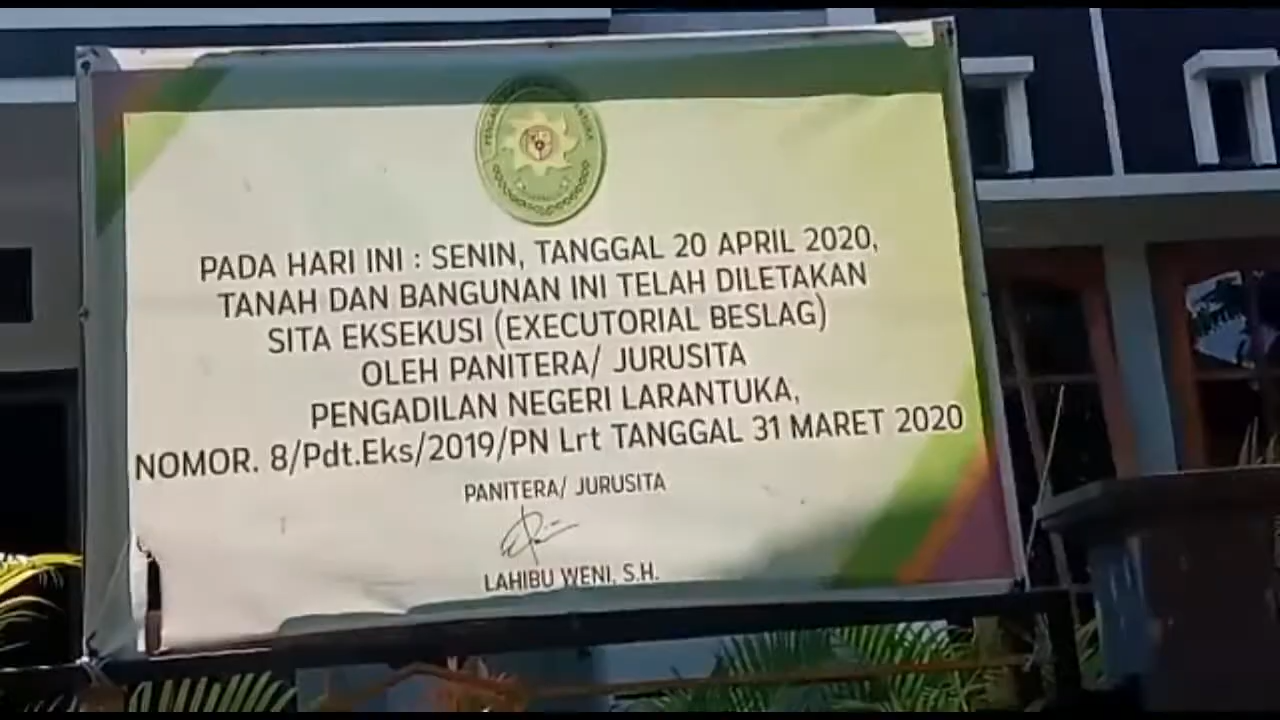 PADA HARI INI : SENIN, TANGGAL 20 APRIL 2020,
TANAH DAN BANGUNAN INI TELAH DILETAKAN
SITA EKSEKUSI (EXECUTORIAL BESLAG)
OLEH PANITERA/ JURUSITA
PENGADILAN NEGERI LARANTUKA,
NOMOR. 8/Pdt.Eks/2019/PN Lrt TANGGAL 31 MARET 2020
PANITERA/ JURUSITA
LAHIBU WENI, S.H.